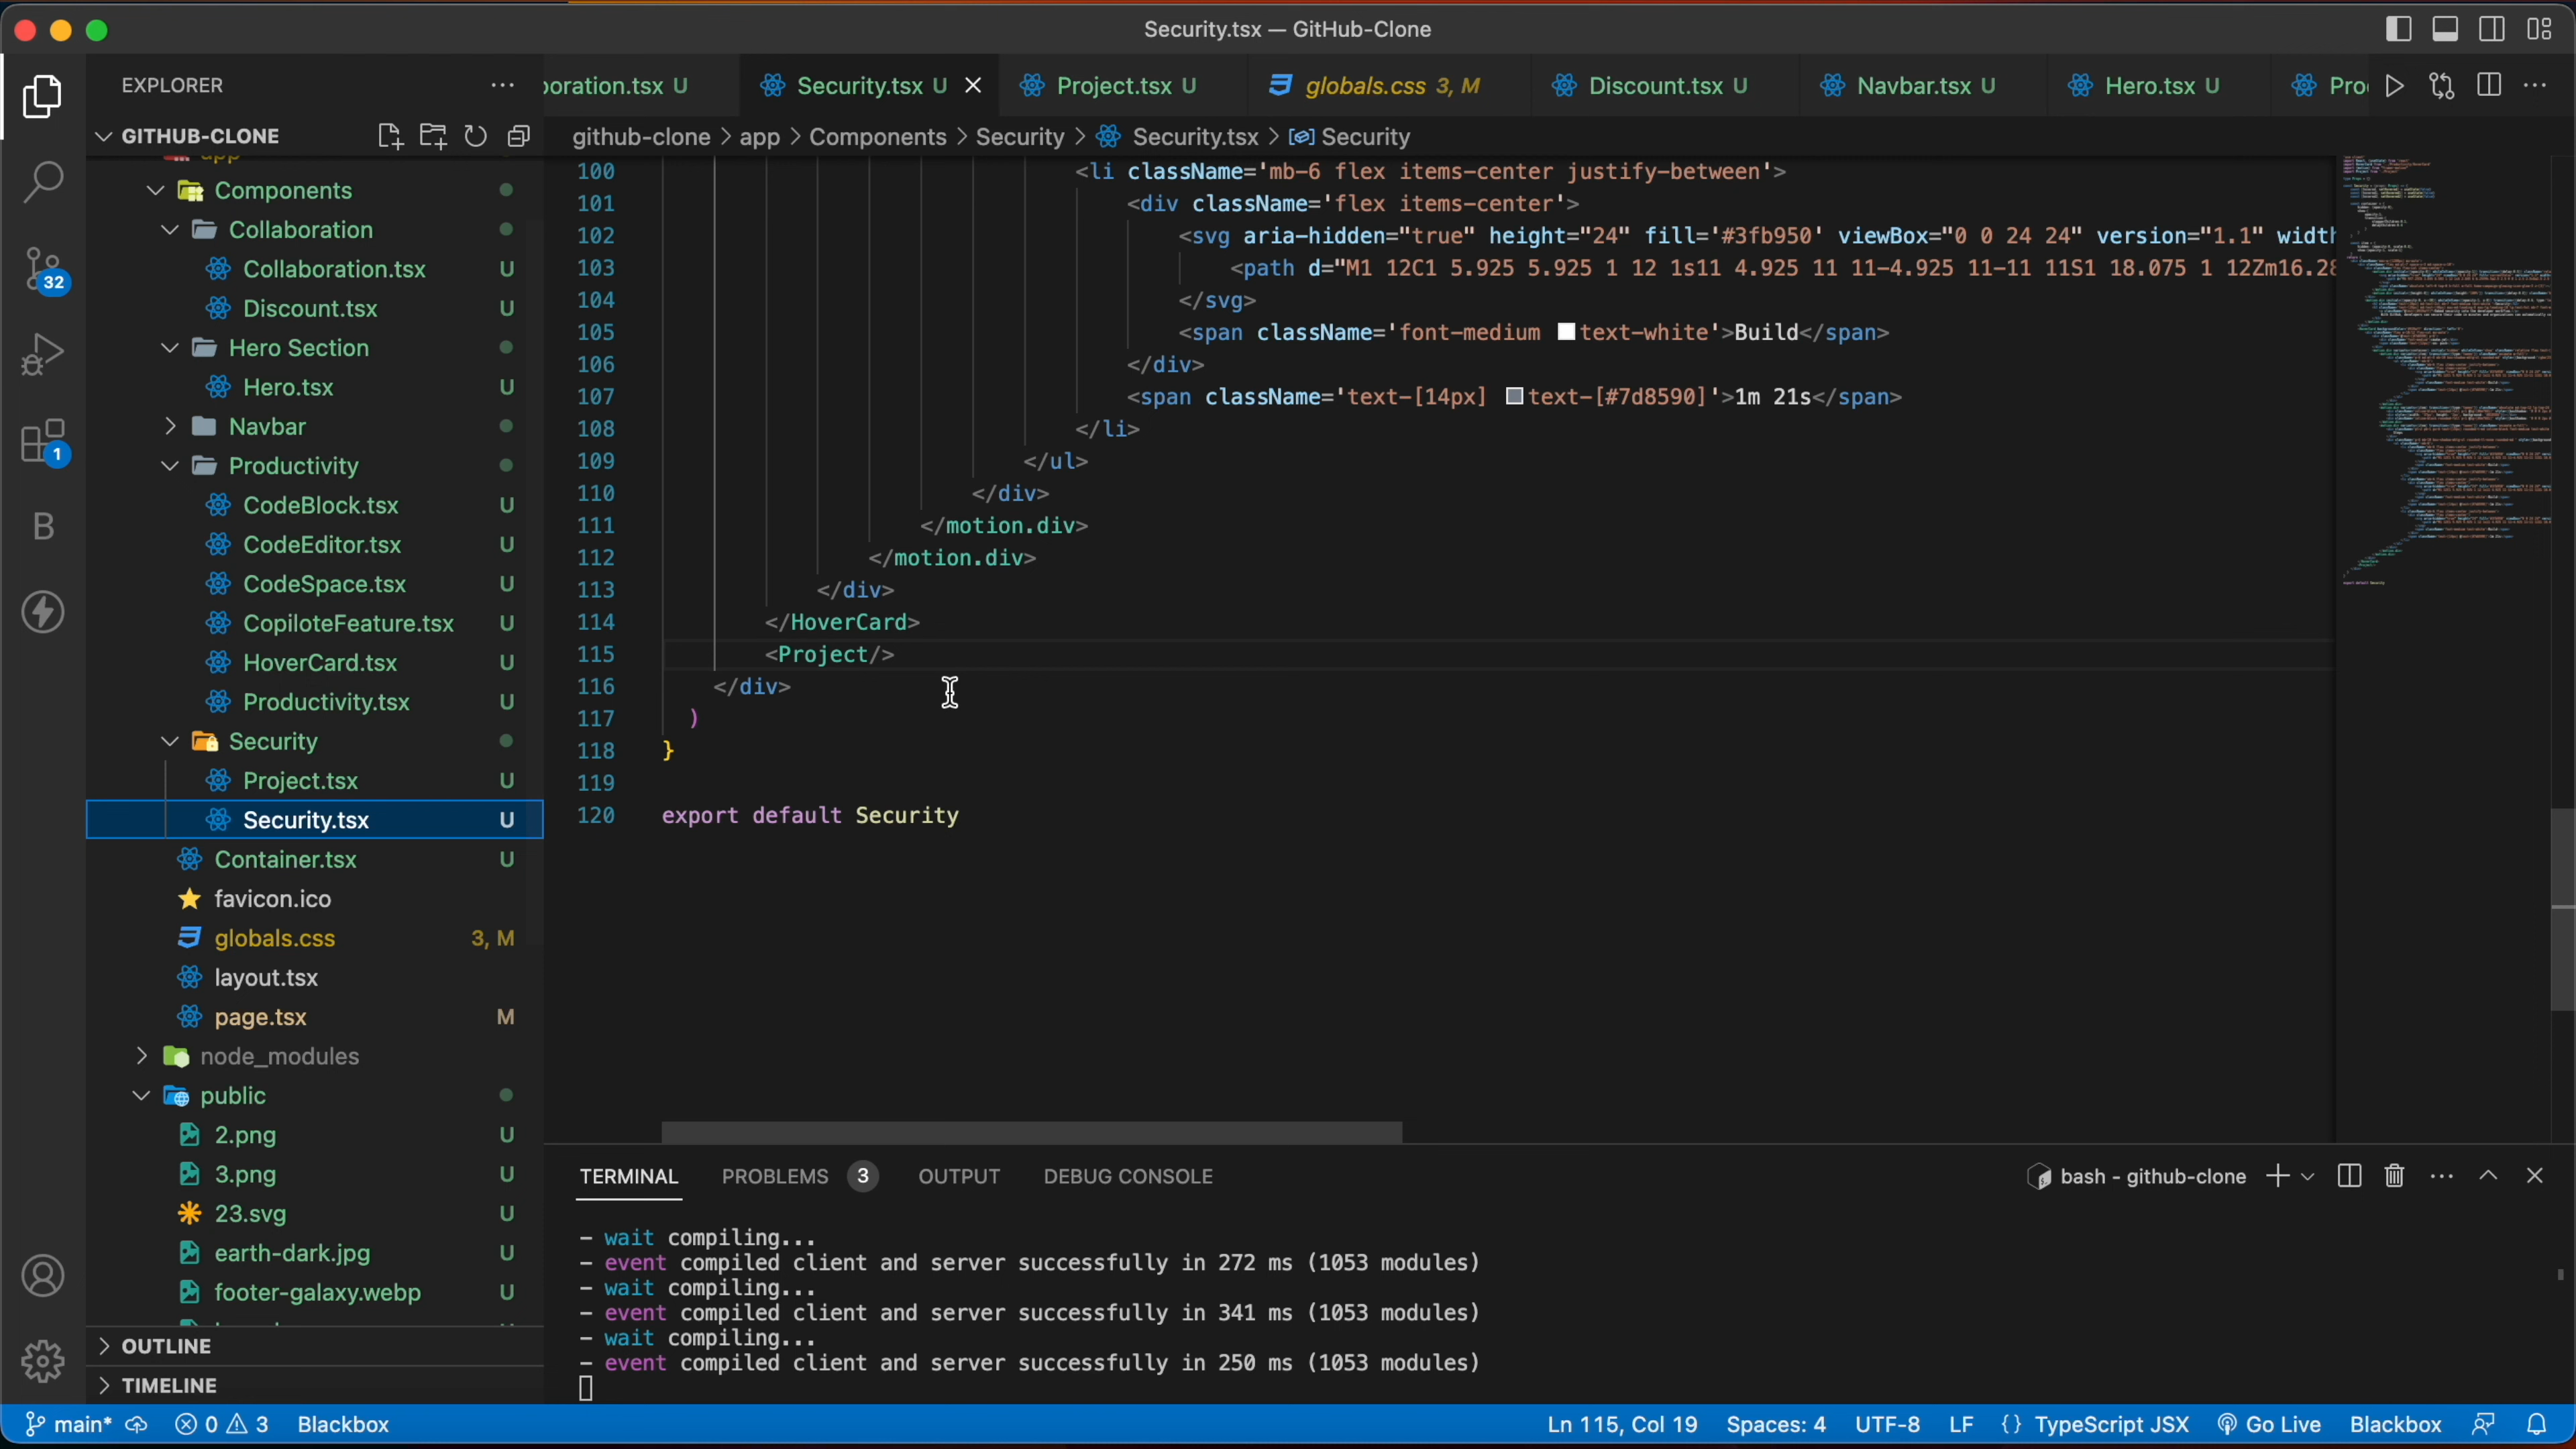 Security.tsx — GitHub-Clone
EXPLORER
oration.tsx U
Security.tsx U
Project.tsx U
globals.css 3, M
Discount.tsx U
Navbar.tsx U
Hero.tsx U
GITHUB-CLONE
github-clone > app > Components > Security > Security.tsx > Security
app
Components
Collaboration
Collaboration.tsx U
Discount.tsx U
Hero Section
Hero.tsx U
Navbar
Productivity
CodeBlock.tsx U
CodeEditor.tsx U
CodeSpace.tsx U
CopiloteFeature.tsx U
HoverCard.tsx U
Productivity.tsx U
Security
Project.tsx U
Security.tsx U
Container.tsx U
favicon.ico
globals.css 3, M
layout.tsx
page.tsx M
node_modules
public
2.png U
3.png U
23.svg U
earth-dark.jpg U
footer-galaxy.webp U
OUTLINE
TIMELINE
32
1
B
100 <li className='mb-6 flex items-center justify-between'>
101 <div className='flex items-center'>
102 <svg aria-hidden="true" height="24" fill='#3fb950' viewBox="0 0 24 24" version="1.1" width
103 <path d="M1 12C1 5.925 5.925 1 12 1s11 4.925 11 11-4.925 11-11 11S1 18.075 1 12Zm16.28
104 </svg>
105 <span className='font-medium text-white'>Build</span>
106 </div>
107 <span className='text-[14px] text-[#7d8590]'>1m 21s</span>
108 </li>
109 </ul>
110 </div>
111 </motion.div>
112 </motion.div>
113 </div>
114 </HoverCard>
115 <Project/>
116 </div>
117 )
118 }
119
120 export default Security
TERMINAL PROBLEMS 3 OUTPUT DEBUG CONSOLE
bash - github-clone
- wait compiling...
- event compiled client and server successfully in 272 ms (1053 modules)
- wait compiling...
- event compiled client and server successfully in 341 ms (1053 modules)
- wait compiling...
- event compiled client and server successfully in 250 ms (1053 modules)
main* 0 3 Blackbox
Ln 115, Col 19 Spaces: 4 UTF-8 LF {} TypeScript JSX Go Live Blackbox